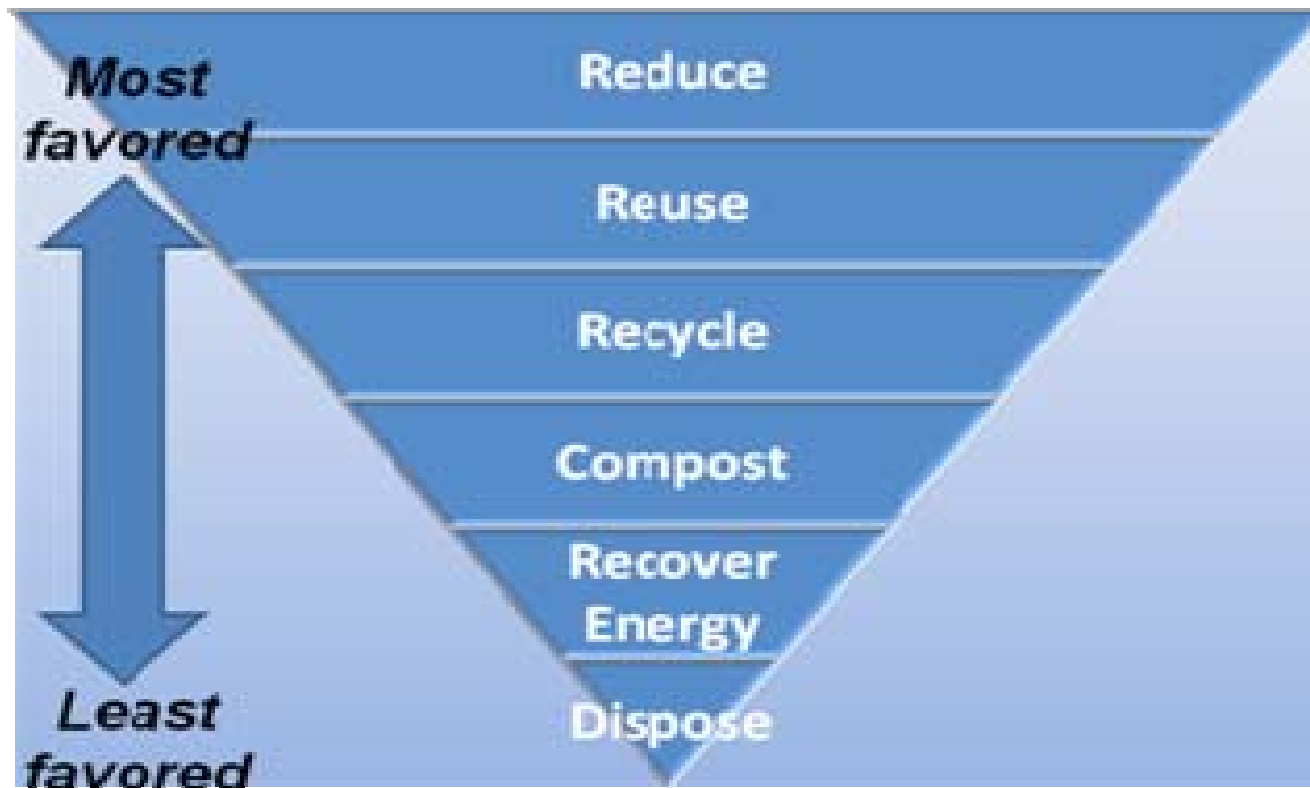 Most
favored
Reduce
Reuse
Recycle
Compost
Recover
Energy
Dispose
Least
favored